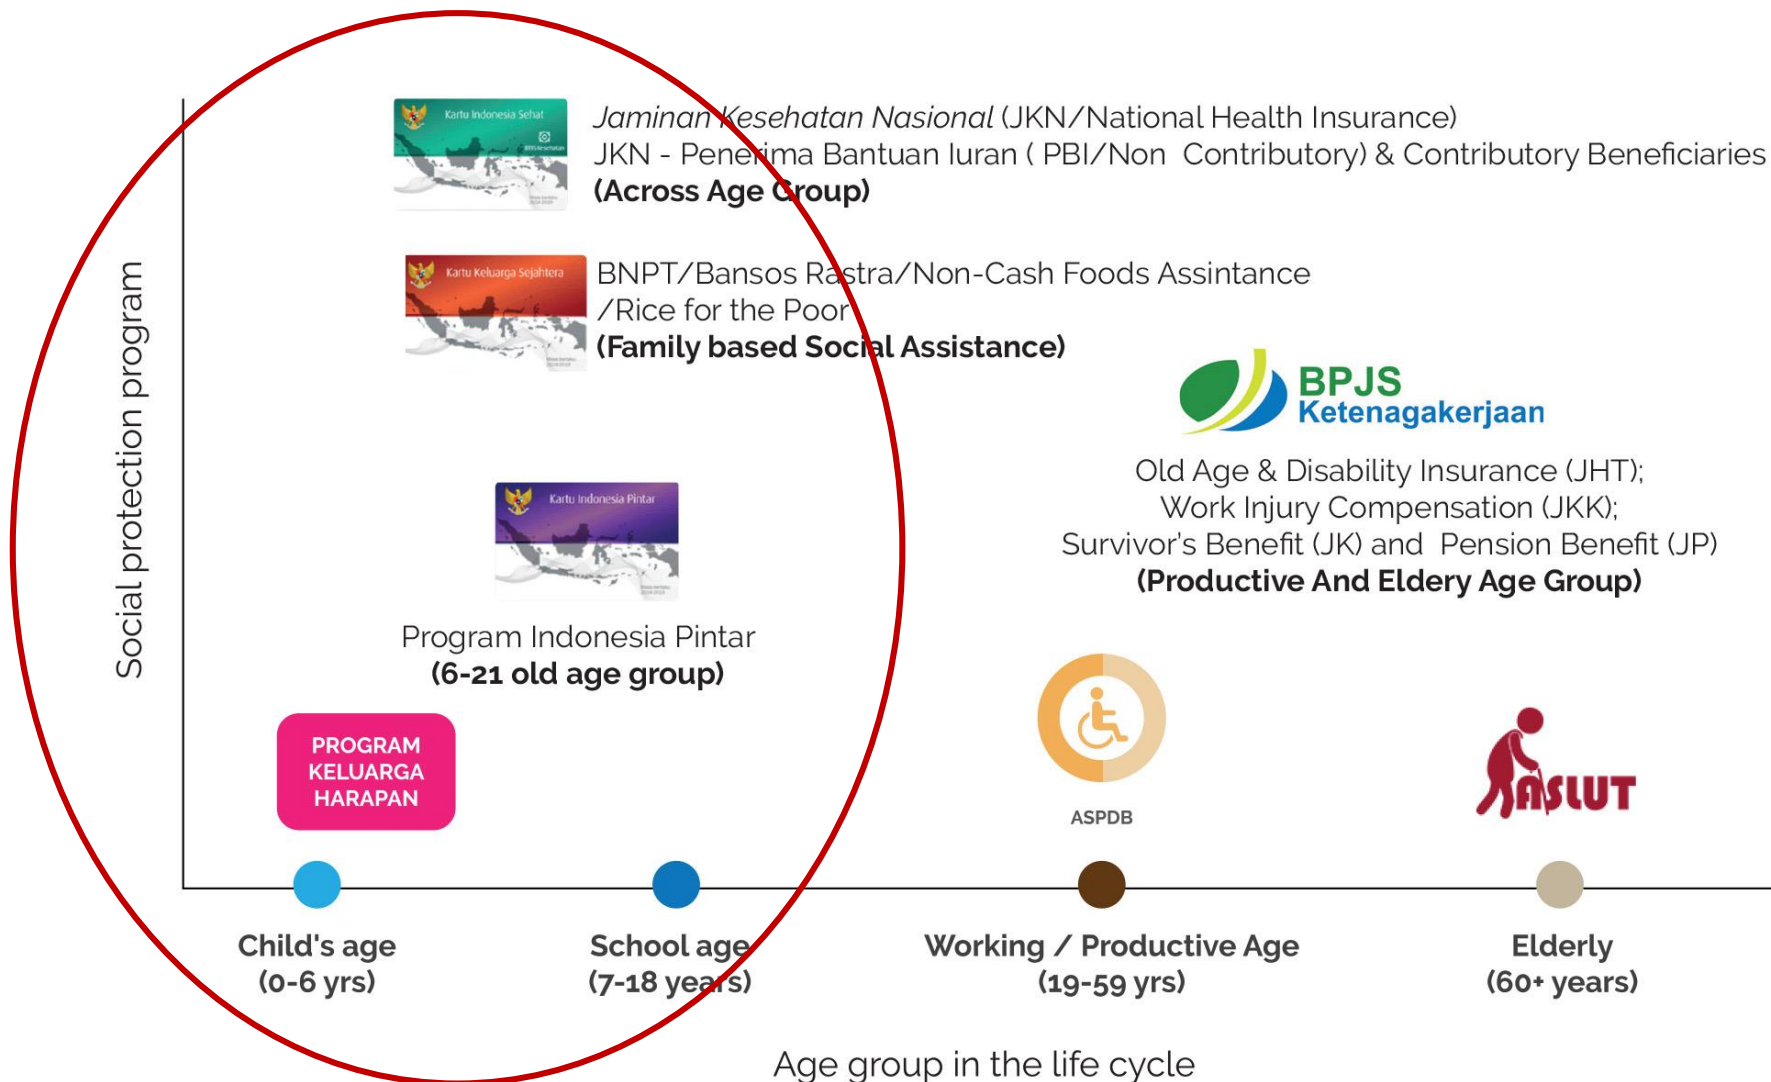 Social protection program
Kartu Indonesia Sehat
BPJS Kesehatan
Jaminan Kesehatan Nasional (JKN/National Health Insurance)
JKN - Penerima Bantuan Iuran ( PBI/Non Contributory) & Contributory Beneficiaries
(Across Age Group)
Kartu Keluarga Sejahtera
BNPT/Bansos Rastra/Non-Cash Foods Assintance
/Rice for the Poor
(Family based Social Assistance)
BPJS
Ketenagakerjaan
Old Age & Disability Insurance (JHT);
Work Injury Compensation (JKK);
Survivor's Benefit (JK) and Pension Benefit (JP)
(Productive And Eldery Age Group)
Kartu Indonesia Pintar
Program Indonesia Pintar
(6-21 old age group)
PROGRAM
KELUARGA
HARAPAN
ASPDB
ASLUT
Child's age
(0-6 yrs)
School age
(7-18 years)
Working / Productive Age
(19-59 yrs)
Elderly
(60+ years)
Age group in the life cycle